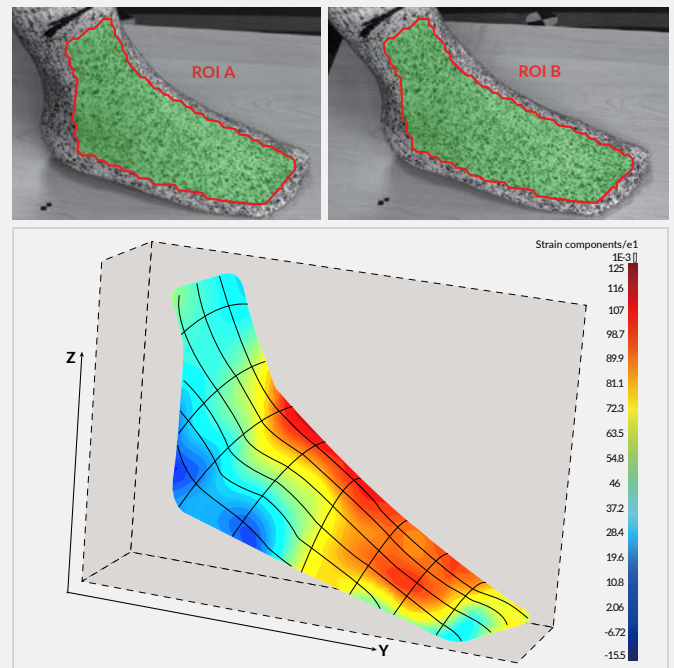 ROI A
ROI B
Strain components/e1
1E-3▯
125
116
107
98.7
89.9
81.1
72.3
63.5
54.8
46
37.2
28.4
19.6
10.8
2.06
-6.72
-15.5
Z
Y